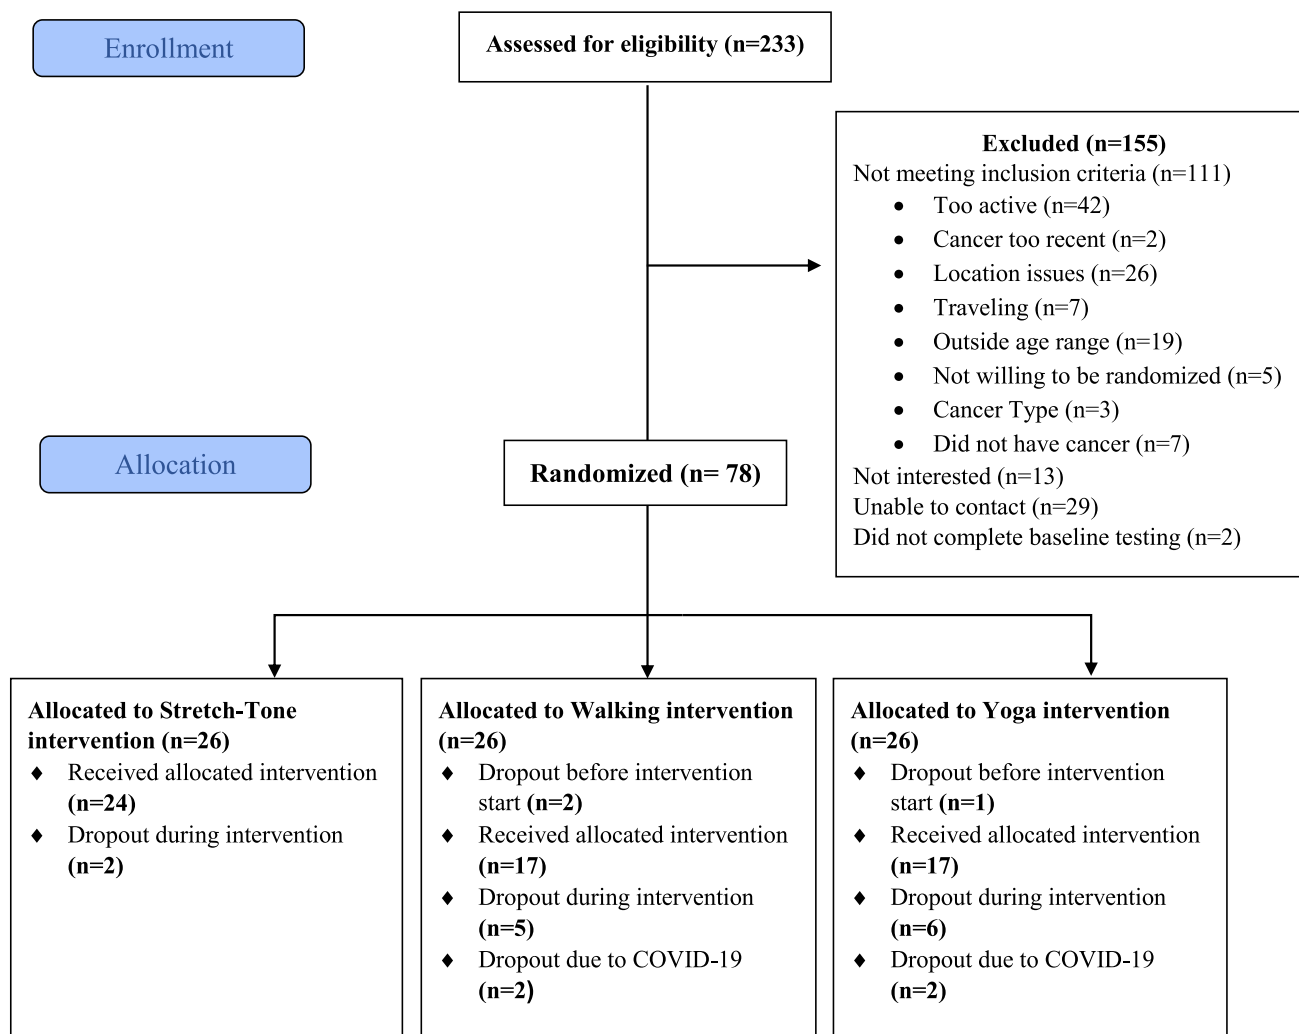 Enrollment
Assessed for eligibility (n=233)
Excluded (n=155)
Not meeting inclusion criteria (n=111)
• Too active (n=42)
• Cancer too recent (n=2)
• Location issues (n=26)
• Traveling (n=7)
• Outside age range (n=19)
• Not willing to be randomized (n=5)
• Cancer Type (n=3)
• Did not have cancer (n=7)
Not interested (n=13)
Unable to contact (n=29)
Did not complete baseline testing (n=2)
Allocation
Randomized (n= 78)
Allocated to Stretch-Tone
intervention (n=26)
♦ Received allocated intervention
(n=24)
♦ Dropout during intervention
(n=2)
Allocated to Walking intervention
(n=26)
♦ Dropout before intervention
start (n=2)
♦ Received allocated intervention
(n=17)
♦ Dropout during intervention
(n=5)
♦ Dropout due to COVID-19
(n=2)
Allocated to Yoga intervention
(n=26)
♦ Dropout before intervention
start (n=1)
♦ Received allocated intervention
(n=17)
♦ Dropout during intervention
(n=6)
♦ Dropout due to COVID-19
(n=2)